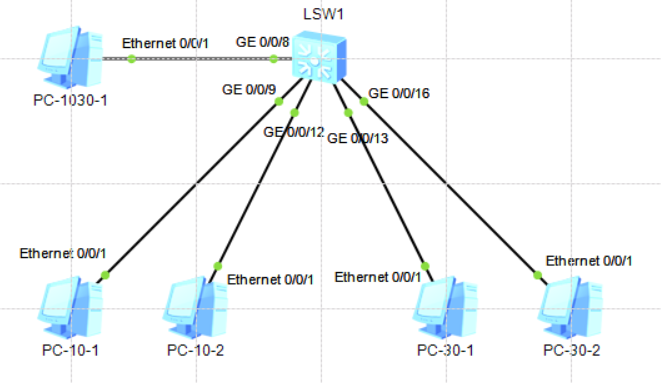 LSW1
Ethernet 0/0/1
GE 0/0/8
PC-1030-1
GE 0/0/9
GE 0/0/16
GE 0/0/12
GE 0/0/13
Ethernet 0/0/1
Ethernet 0/0/1
Ethernet 0/0/1
Ethernet 0/0/1
PC-10-1
PC-10-2
PC-30-1
PC-30-2